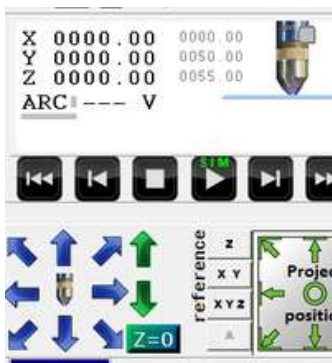 X 0000.00 0000.00
Y 0000.00 0050.00
Z 0000.00 0055.00
ARC --- V
SIM
reference
Z
X Y
X Y Z
A
Z=0
Projec
positio